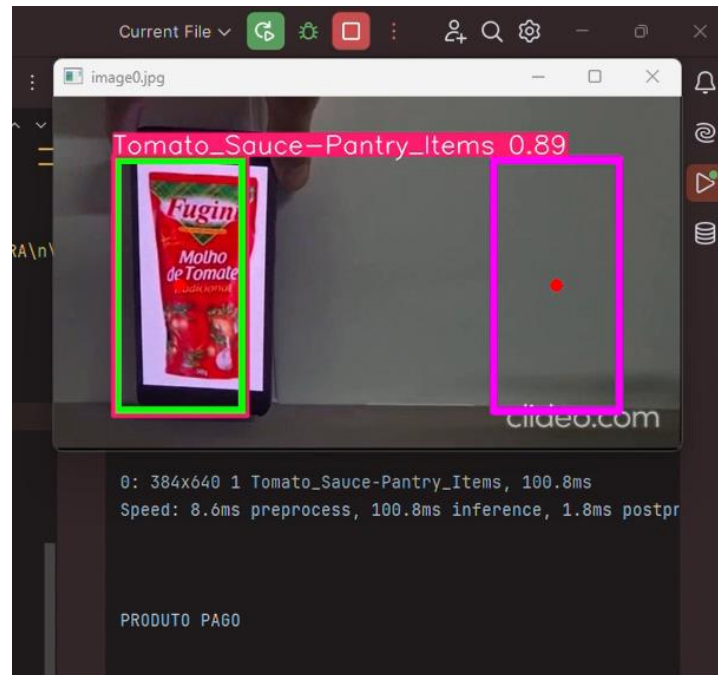 Current File
image0.jpg
Tomato_Sauce-Pantry_Items 0.89
Fugini
Molho
de Tomate
RA\n\
clideo.com
0: 384x640 1 Tomato_Sauce-Pantry_Items, 100.8ms
Speed: 8.6ms preprocess, 100.8ms inference, 1.8ms postpr
PRODUTO PAGO